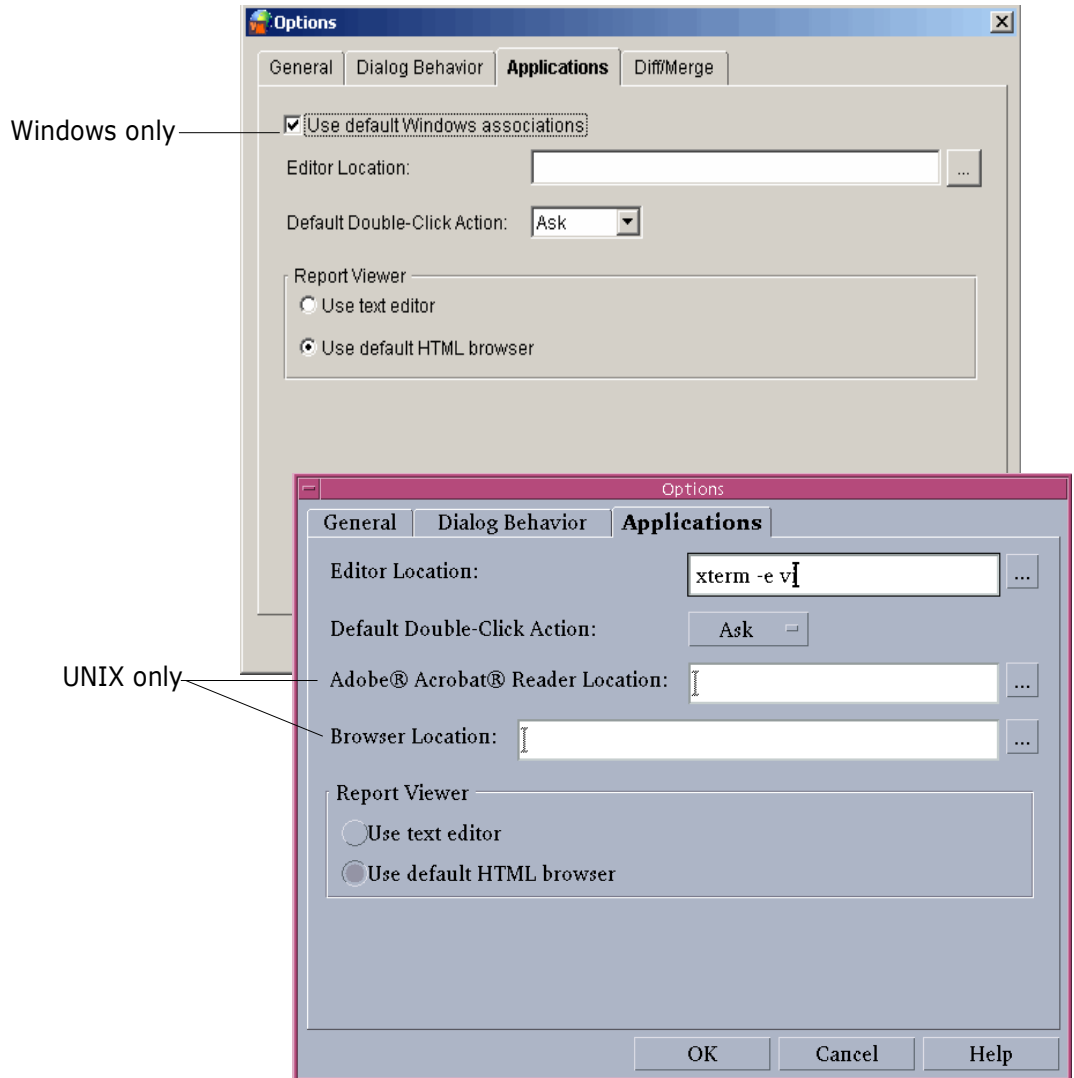 Options
General Dialog Behavior Applications Diff/Merge
Windows only
Use default Windows associations
Editor Location:
...
Default Double-Click Action: Ask
Report Viewer
Use text editor
Use default HTML browser
Options
General Dialog Behavior Applications
Editor Location: xterm -e vi ...
Default Double-Click Action: Ask
UNIX only
Adobe® Acrobat® Reader Location: ...
Browser Location: ...
Report Viewer
Use text editor
Use default HTML browser
OK Cancel Help